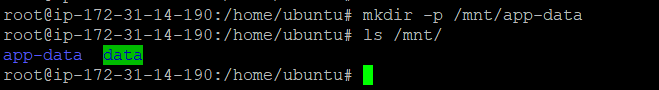 root@ip-172-31-14-190:/home/ubuntu# mkdir -p /mnt/app-data
root@ip-172-31-14-190:/home/ubuntu# ls /mnt/
app-data  data
root@ip-172-31-14-190:/home/ubuntu#